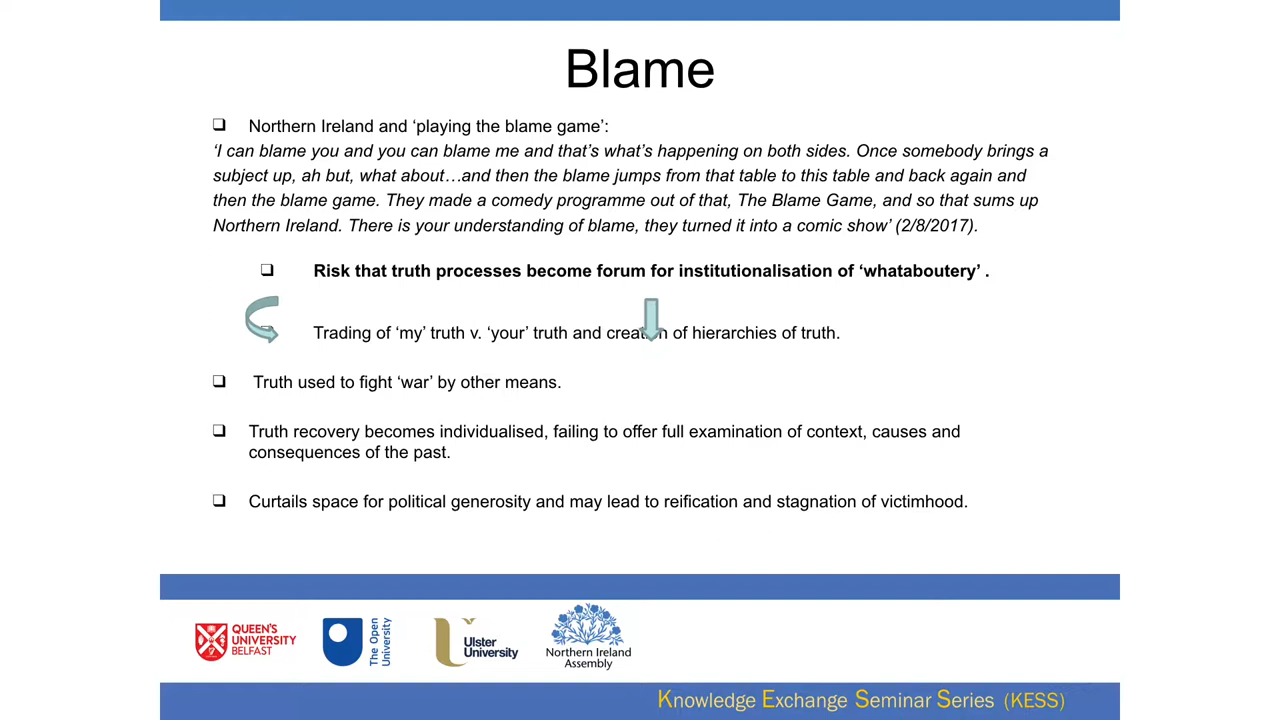 Blame
❑ Northern Ireland and ‘playing the blame game’:
‘I can blame you and you can blame me and that’s what’s happening on both sides. Once somebody brings a
subject up, ah but, what about…and then the blame jumps from that table to this table and back again and
then the blame game. They made a comedy programme out of that, The Blame Game, and so that sums up
Northern Ireland. There is your understanding of blame, they turned it into a comic show’ (2/8/2017).
❑ Risk that truth processes become forum for institutionalisation of ‘whataboutery’ .
❑ Trading of ‘my’ truth v. ‘your’ truth and creation of hierarchies of truth.
❑ Truth used to fight ‘war’ by other means.
❑ Truth recovery becomes individualised, failing to offer full examination of context, causes and
consequences of the past.
❑ Curtails space for political generosity and may lead to reification and stagnation of victimhood.
QUEEN’S
UNIVERSITY
BELFAST
The Open
University
Ulster
University
Northern Ireland
Assembly
Knowledge Exchange Seminar Series (KESS)